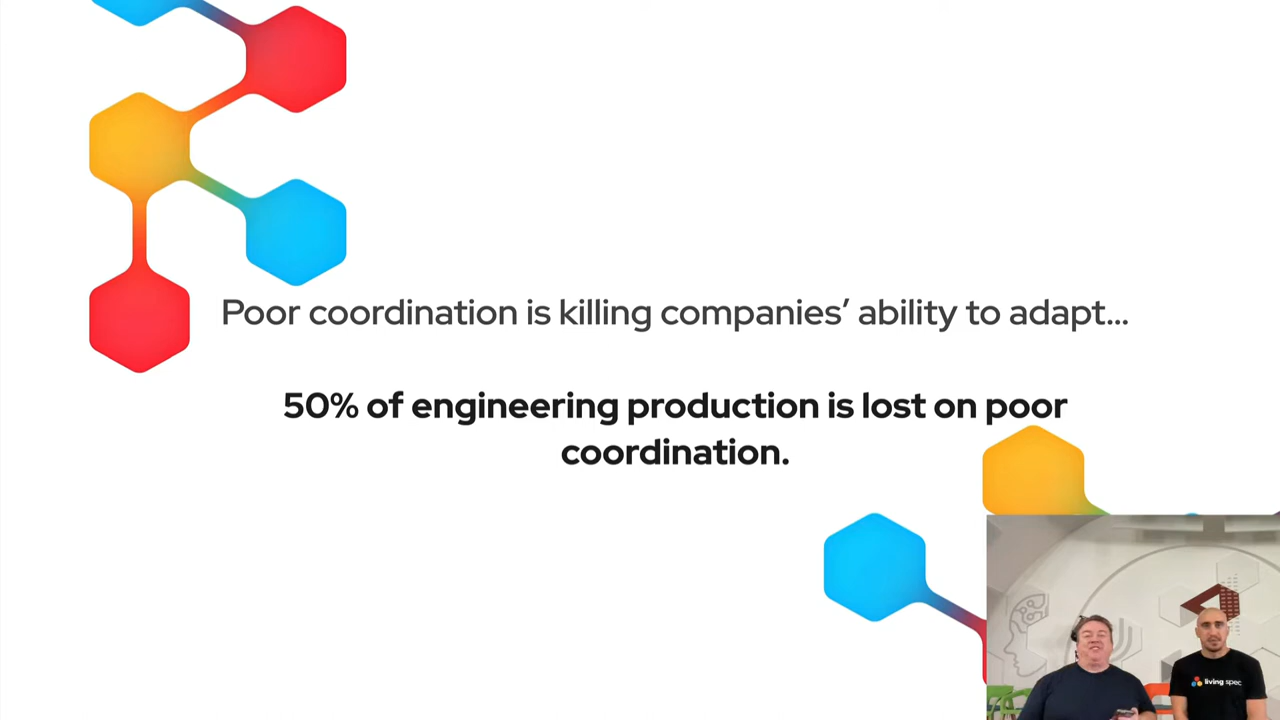 Poor coordination is killing companies’ ability to adapt...
50% of engineering production is lost on poor
coordination.
living spec